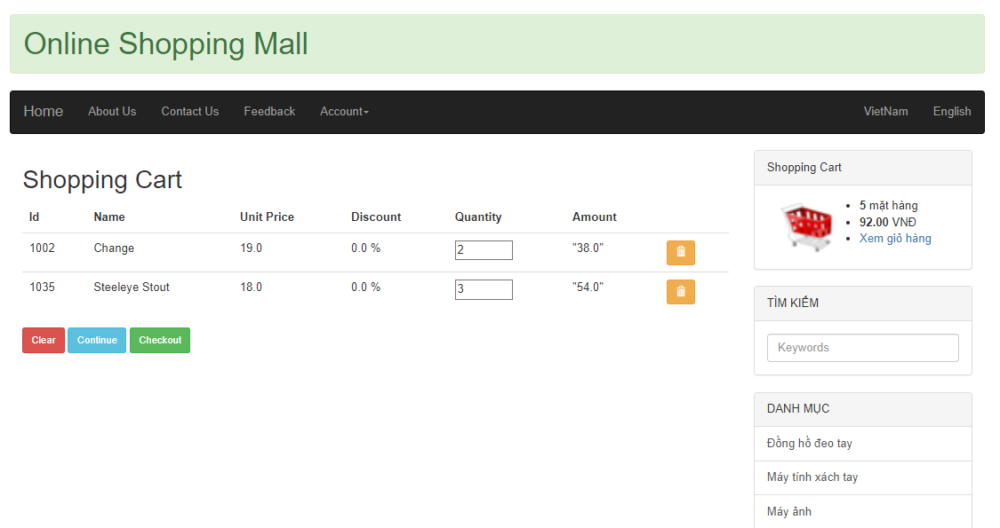 Online Shopping Mall
Home About Us Contact Us Feedback Account VietNam English
Shopping Cart
Id Name Unit Price Discount Quantity Amount
1002 Change 19.0 0.0 % 2 "38.0"
1035 Steeleye Stout 18.0 0.0 % 3 "54.0"
Clear Continue Checkout
Shopping Cart
5 mặt hàng
92.00 VNĐ
Xem giỏ hàng
TÌM KIẾM
Keywords
DANH MỤC
Đồng hồ đeo tay
Máy tính xách tay
Máy ảnh